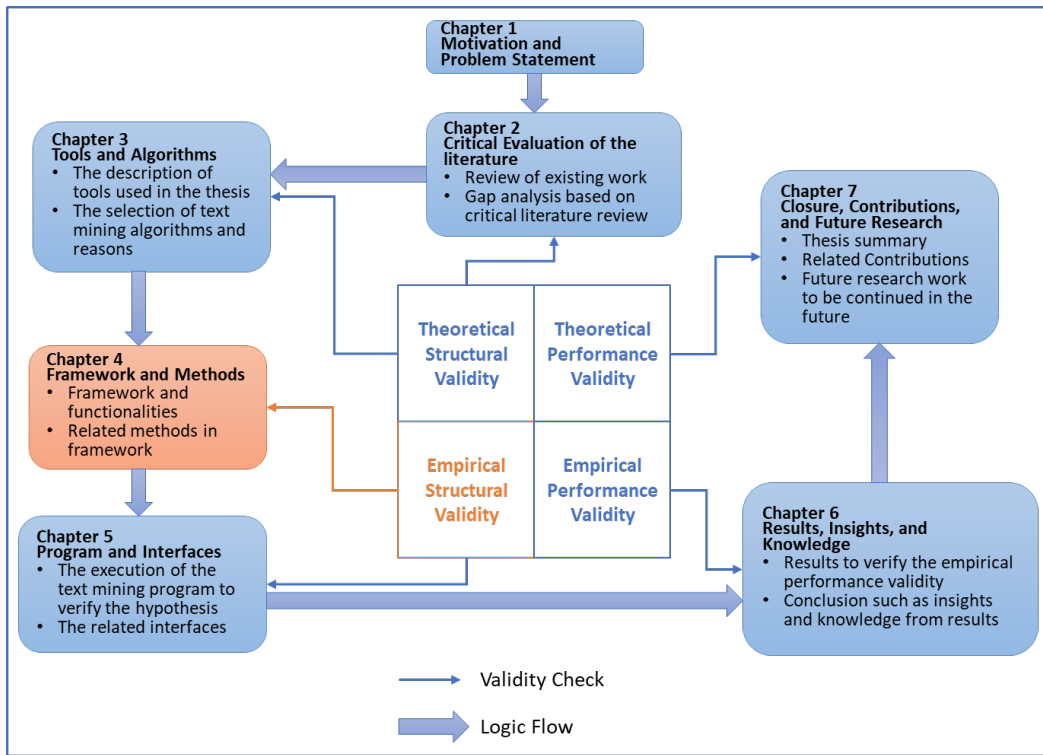 Chapter 1
Motivation and
Problem Statement
Chapter 2
Critical Evaluation of the
literature
• Review of existing work
• Gap analysis based on
critical literature review
Chapter 3
Tools and Algorithms
• The description of
tools used in the thesis
• The selection of text
mining algorithms and
reasons
Chapter 4
Framework and Methods
• Framework and
functionalities
• Related methods in
framework
Chapter 5
Program and Interfaces
• The execution of the
text mining program to
verify the hypothesis
• The related interfaces
Theoretical
Structural
Validity
Theoretical
Performance
Validity
Empirical
Structural
Validity
Empirical
Performance
Validity
Chapter 7
Closure, Contributions,
and Future Research
• Thesis summary
• Related Contributions
• Future research work
to be continued in the
future
Chapter 6
Results, Insights, and
Knowledge
• Results to verify the empirical
performance validity
• Conclusion such as insights
and knowledge from results
Validity Check
Logic Flow